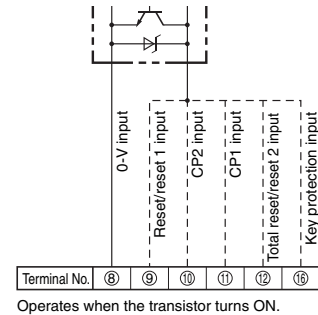 0-V input
Reset/reset 1 input
CP2 input
CP1 input
Total reset/reset 2 input
Key protection input
Terminal No. ⑧ ⑨ ⑩ ⑪ ⑫ ⑯
Operates when the transistor turns ON.